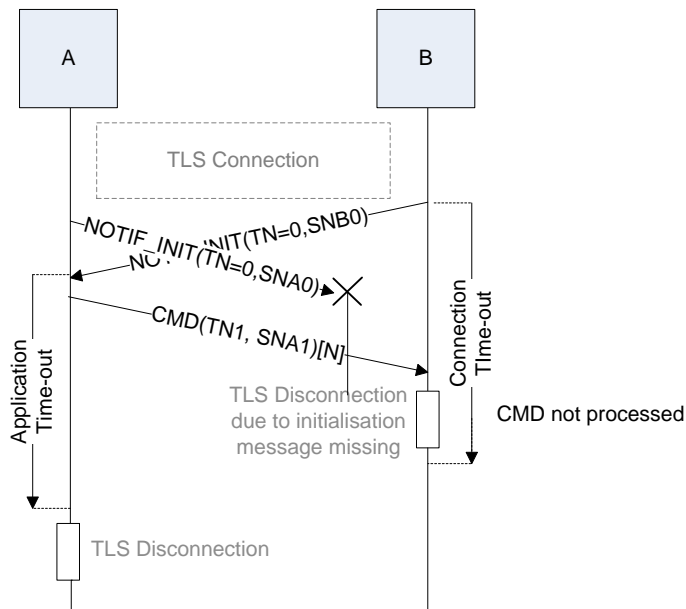 A
B
TLS Connection
NOTIF_INIT(TN=0,SNA0)
INIT(TN=0,SNB0)
CMD(TN1, SNA1)[N]
Application
Time-out
Connection
TIme-out
TLS Disconnection
due to initialisation
message missing
CMD not processed
TLS Disconnection